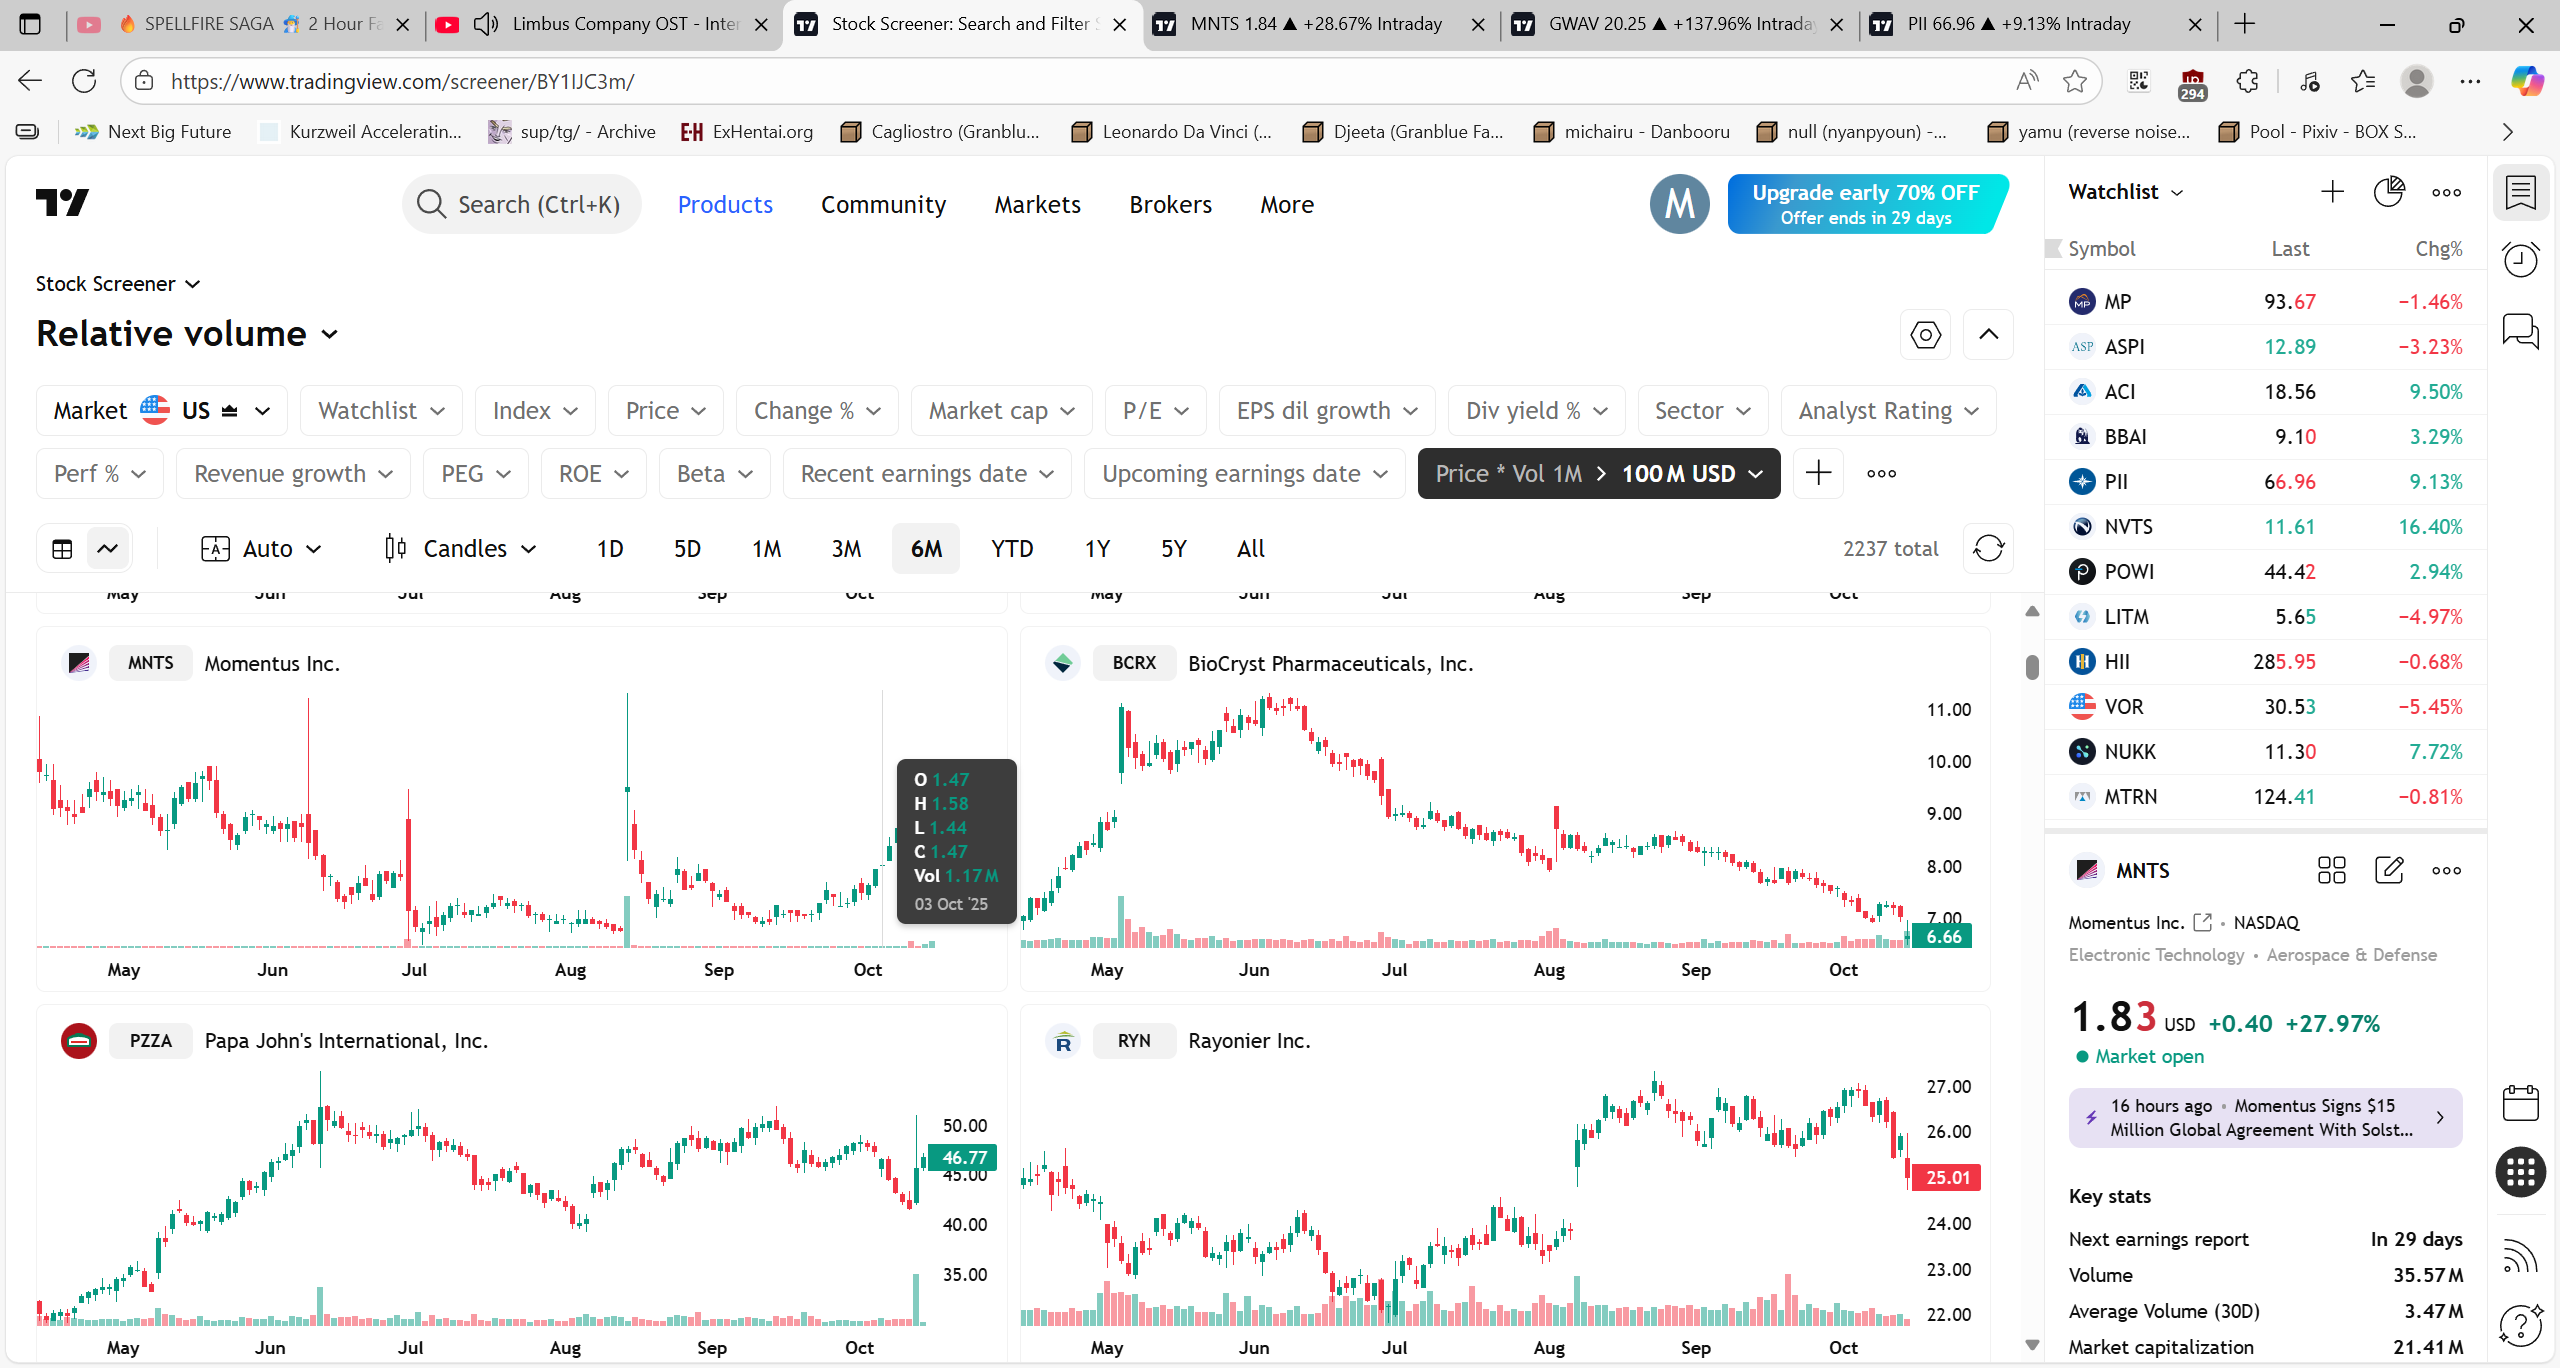 🔥 SPELLFIRE SAGA 🧙 2 Hour Fa
Limbus Company OST - Inter
Stock Screener: Search and Filter S
MNTS 1.84 ▲ +28.67% Intraday
GWAV 20.25 ▲ +137.96% Intraday
PII 66.96 ▲ +9.13% Intraday
https://www.tradingview.com/screener/BY1IJC3m/
294
Next Big Future
Kurzweil Acceleratin...
sup/tg/ - Archive
E-H ExHentai.org
Cagliostro (Granblu...
Leonardo Da Vinci (...
Djeeta (Granblue Fa...
michairu - Danbooru
null (nyanpyoun) -...
yamu (reverse noise...
Pool - Pixiv - BOX S...
Search (Ctrl+K)
Products
Community
Markets
Brokers
More
M
Upgrade early 70% OFF
Offer ends in 29 days
Stock Screener
Relative volume
Market US
Watchlist
Index
Price
Change %
Market cap
P/E
EPS dil growth
Div yield %
Sector
Analyst Rating
Perf %
Revenue growth
PEG
ROE
Beta
Recent earnings date
Upcoming earnings date
Price * Vol 1M > 100 M USD
Auto
Candles
1D
5D
1M
3M
6M
YTD
1Y
5Y
All
2237 total
May Jun Jul Aug Sep Oct
May Jun Jul Aug Sep Oct
MNTS Momentus Inc.
O 1.47
H 1.58
L 1.44
C 1.47
Vol 1.17 M
03 Oct '25
May Jun Jul Aug Sep Oct
BCRX BioCryst Pharmaceuticals, Inc.
11.00
10.00
9.00
8.00
7.00
6.66
May Jun Jul Aug Sep Oct
PZZA Papa John's International, Inc.
50.00
46.77
45.00
40.00
35.00
May Jun Jul Aug Sep Oct
R RYN Rayonier Inc.
27.00
26.00
25.01
24.00
23.00
22.00
May Jun Jul Aug Sep Oct
Watchlist
Symbol Last Chg%
MP 93.67 −1.46%
ASP ASPI 12.89 −3.23%
ACI 18.56 9.50%
BBAI 9.10 3.29%
PII 66.96 9.13%
NVTS 11.61 16.40%
POWI 44.42 2.94%
LITM 5.65 −4.97%
HII 285.95 −0.68%
VOR 30.53 −5.45%
NUKK 11.30 7.72%
MTRN 124.41 −0.81%
MNTS
Momentus Inc. • NASDAQ
Electronic Technology • Aerospace & Defense
1.83 USD +0.40 +27.97%
Market open
16 hours ago • Momentus Signs $15
Million Global Agreement With Solst...
Key stats
Next earnings report In 29 days
Volume 35.57 M
Average Volume (30D) 3.47 M
Market capitalization 21.41 M